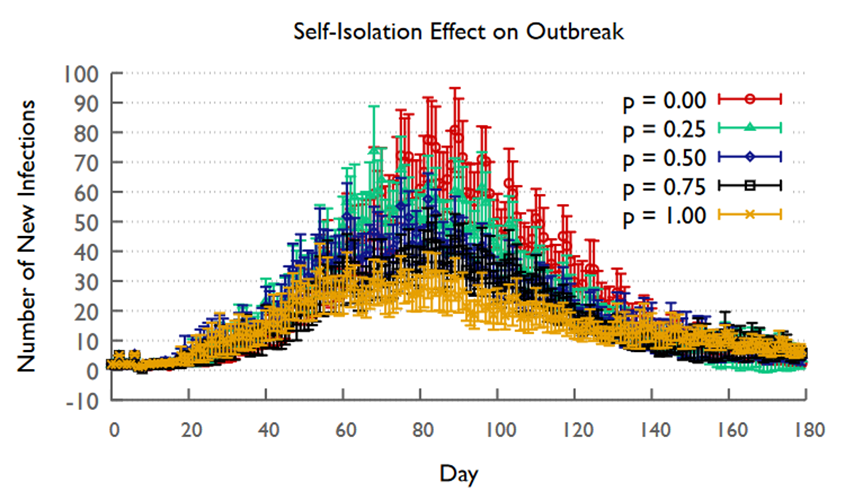 Self-Isolation Effect on Outbreak
100
90
80
70
60
50
40
30
20
10
0
-10
Number of New Infections
p = 0.00
p = 0.25
p = 0.50
p = 0.75
p = 1.00
0 20 40 60 80 100 120 140 160 180
Day